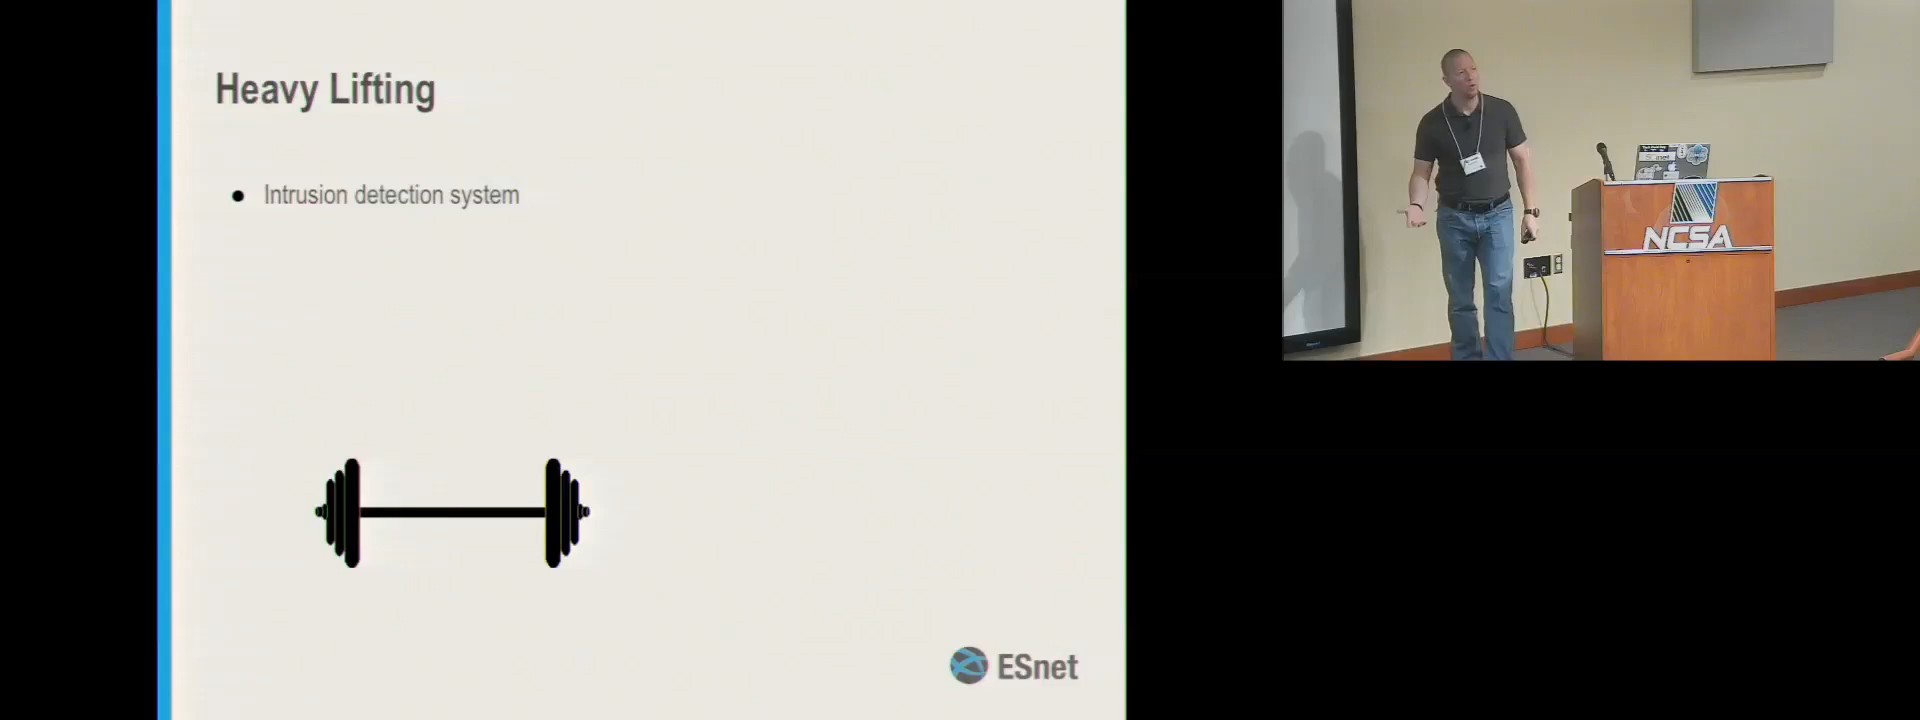 Heavy Lifting
● Intrusion detection system
ESnet
NCSA